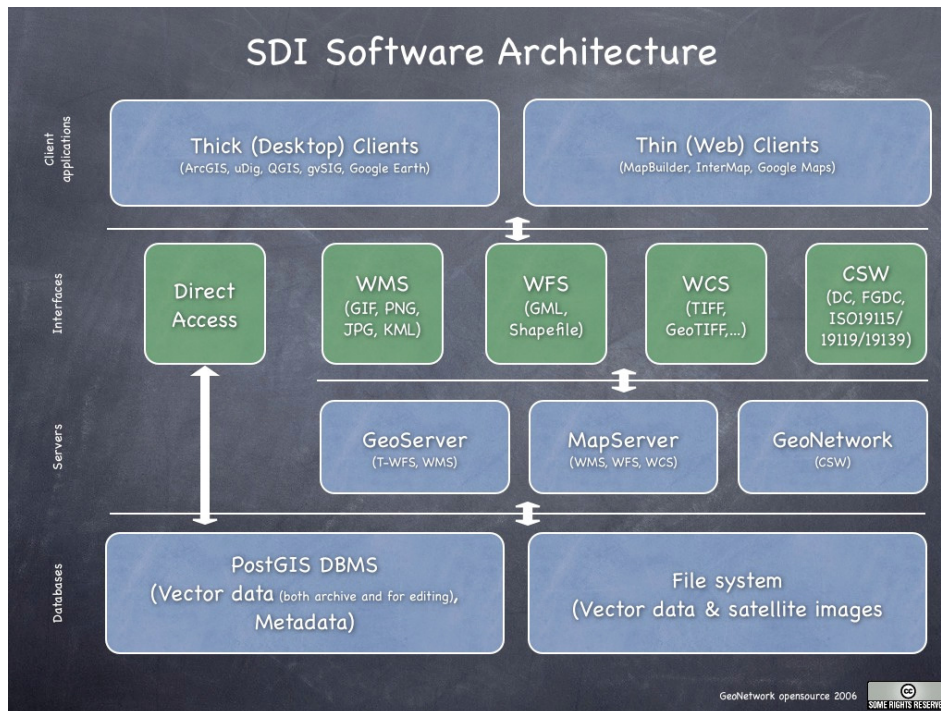 SDI Software Architecture
Client
applications
Thick (Desktop) Clients
(ArcGIS, uDig, QGIS, gvSIG, Google Earth)
Thin (Web) Clients
(MapBuilder, InterMap, Google Maps)
Interfaces
Direct
Access
WMS
(GIF, PNG,
JPG, KML)
WFS
(GML,
Shapefile)
WCS
(TIFF,
GeoTIFF,...)
CSW
(DC, FGDC,
ISO19115/
19119/19139)
Servers
GeoServer
(T-WFS, WMS)
MapServer
(WMS, WFS, WCS)
GeoNetwork
(CSW)
Databases
PostGIS DBMS
(Vector data (both archive and for editing),
Metadata)
File system
(Vector data & satellite images
GeoNetwork opensource 2006
cc
SOME RIGHTS RESERVE